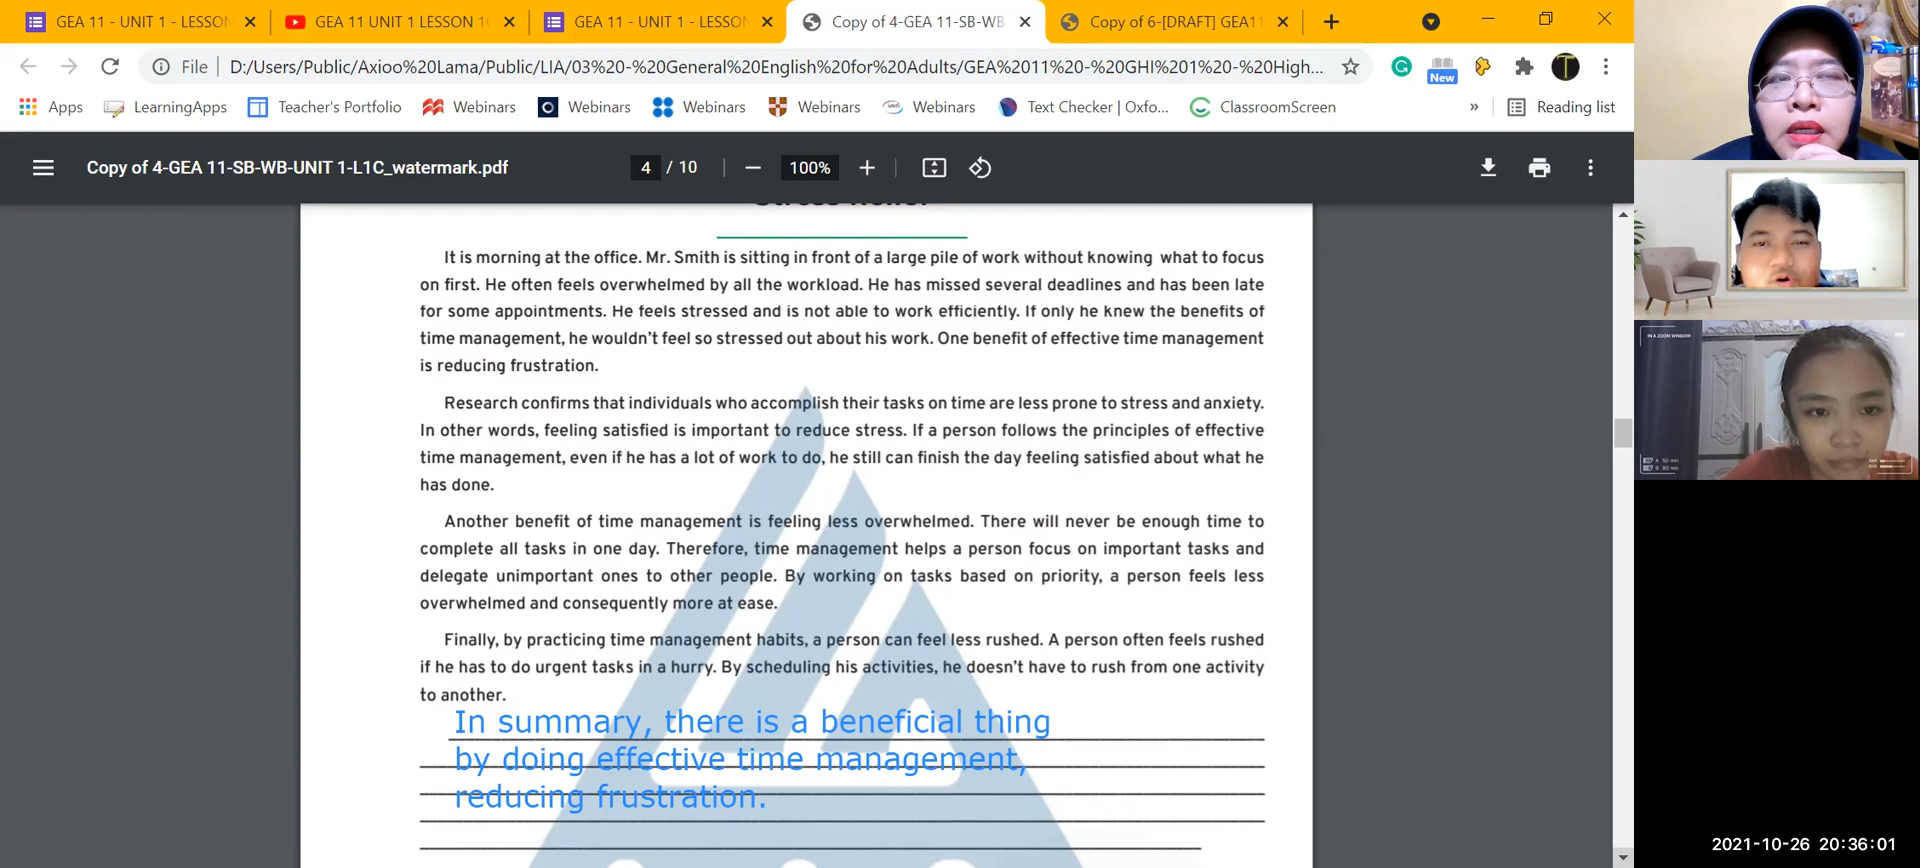 GEA 11 - UNIT 1 - LESSON
GEA 11 UNIT 1 LESSON 1
GEA 11 - UNIT 1 - LESSON
Copy of 4-GEA 11-SB-WB
Copy of 6-[DRAFT] GEA11
File
D:/Users/Public/Axioo%20Lama/Public/LIA/03%20-%20General%20English%20for%20Adults/GEA%2011%20-%20GHI%201%20-%20High...
New
Apps
LearningApps
Teacher's Portfolio
Webinars
Webinars
Webinars
Webinars
Webinars
Text Checker | Oxfo...
ClassroomScreen
»
Reading list
Copy of 4-GEA 11-SB-WB-UNIT 1-L1C_watermark.pdf
4 / 10
100%
It is morning at the office. Mr. Smith is sitting in front of a large pile of work without knowing what to focus
on first. He often feels overwhelmed by all the workload. He has missed several deadlines and has been late
for some appointments. He feels stressed and is not able to work efficiently. If only he knew the benefits of
time management, he wouldn't feel so stressed out about his work. One benefit of effective time management
is reducing frustration.
Research confirms that individuals who accomplish their tasks on time are less prone to stress and anxiety.
In other words, feeling satisfied is important to reduce stress. If a person follows the principles of effective
time management, even if he has a lot of work to do, he still can finish the day feeling satisfied about what he
has done.
Another benefit of time management is feeling less overwhelmed. There will never be enough time to
complete all tasks in one day. Therefore, time management helps a person focus on important tasks and
delegate unimportant ones to other people. By working on tasks based on priority, a person feels less
overwhelmed and consequently more at ease.
Finally, by practicing time management habits, a person can feel less rushed. A person often feels rushed
if he has to do urgent tasks in a hurry. By scheduling his activities, he doesn't have to rush from one activity
to another.
In summary, there is a beneficial thing
by doing effective time management,
reducing frustration.
IN A ZOOM WINDOW
A 50 min
B 80 min
2021-10-26 20:36:01